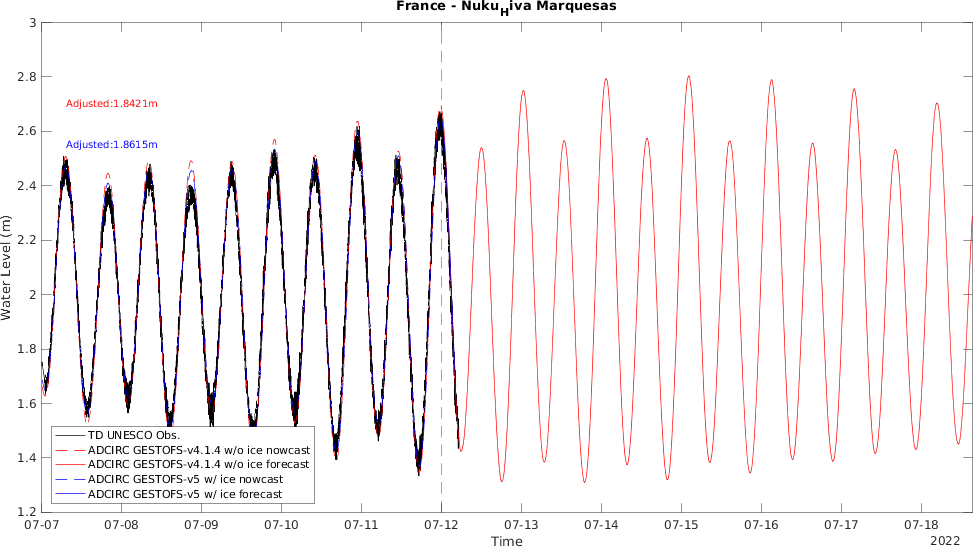 France - Nuku_Hiva Marquesas
3
2.8
2.6
2.4
2.2
2
1.8
1.6
1.4
1.2
Water Level (m)
Adjusted:1.8421m
Adjusted:1.8615m
TD UNESCO Obs.
ADCIRC GESTOFS-v4.1.4 w/o ice nowcast
ADCIRC GESTOFS-v4.1.4 w/o ice forecast
ADCIRC GESTOFS-v5 w/ ice nowcast
ADCIRC GESTOFS-v5 w/ ice forecast
07-07 07-08 07-09 07-10 07-11 07-12 07-13 07-14 07-15 07-16 07-17 07-18
Time
2022